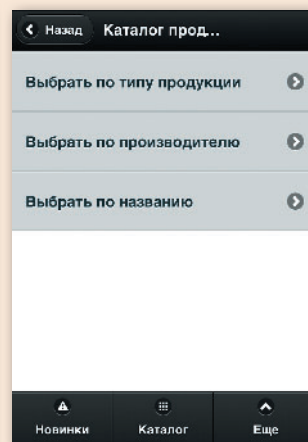 Назад Каталог прод...
Выбрать по типу продукции
Выбрать по производителю
Выбрать по названию
Новинки Каталог Еще